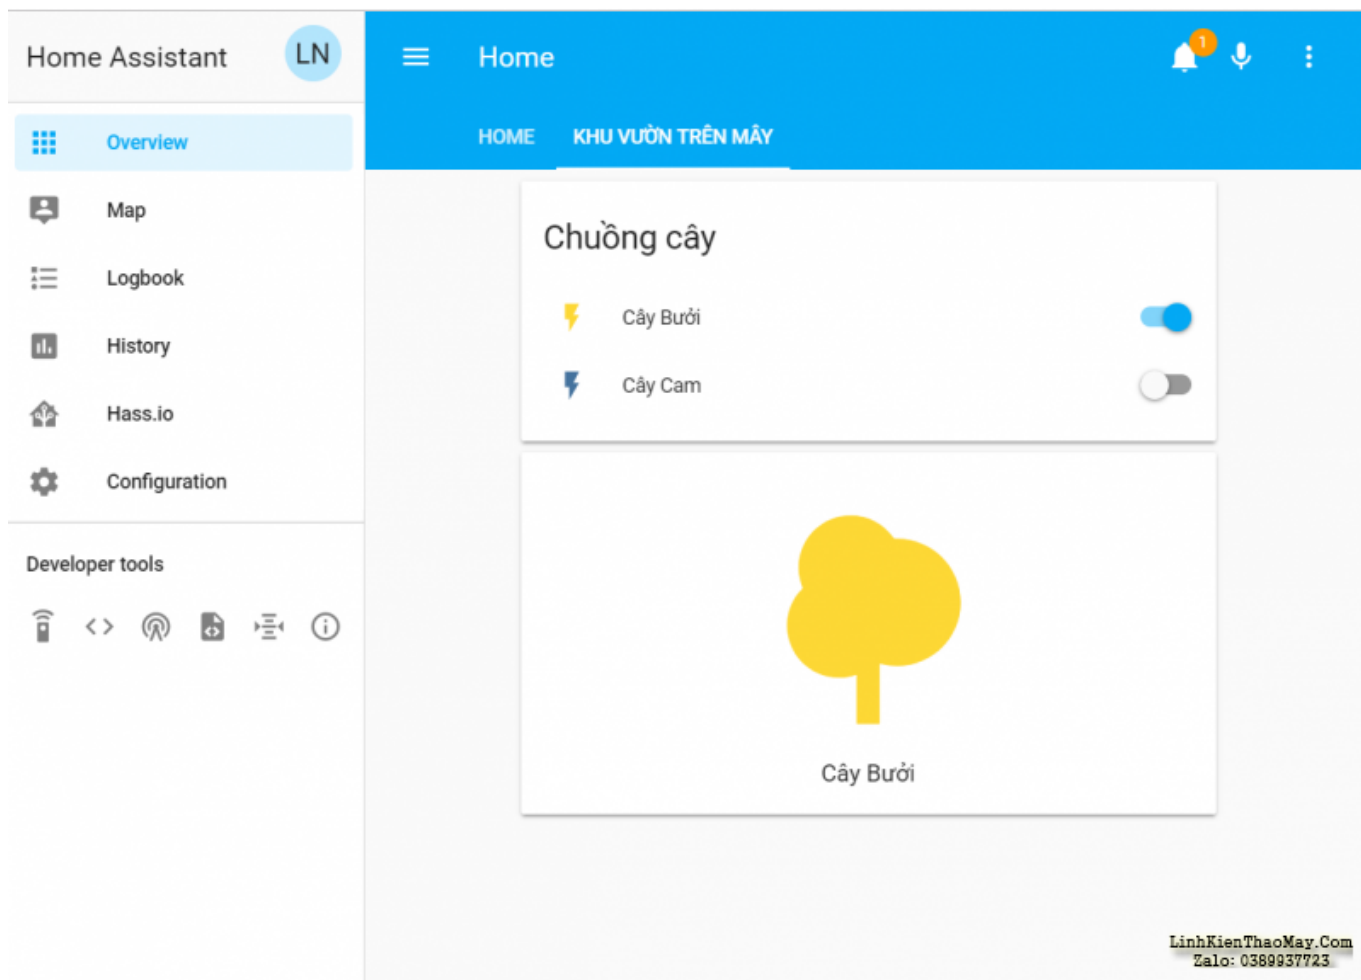 Home Assistant
LN
Home
1
HOME
KHU VƯỜN TRÊN MÂY
Overview
Map
Logbook
History
Hass.io
Configuration
Developer tools
Chuồng cây
Cây Bưởi
Cây Cam
Cây Bưởi
LinhKienThaoMay.Com
Zalo: 0389937723